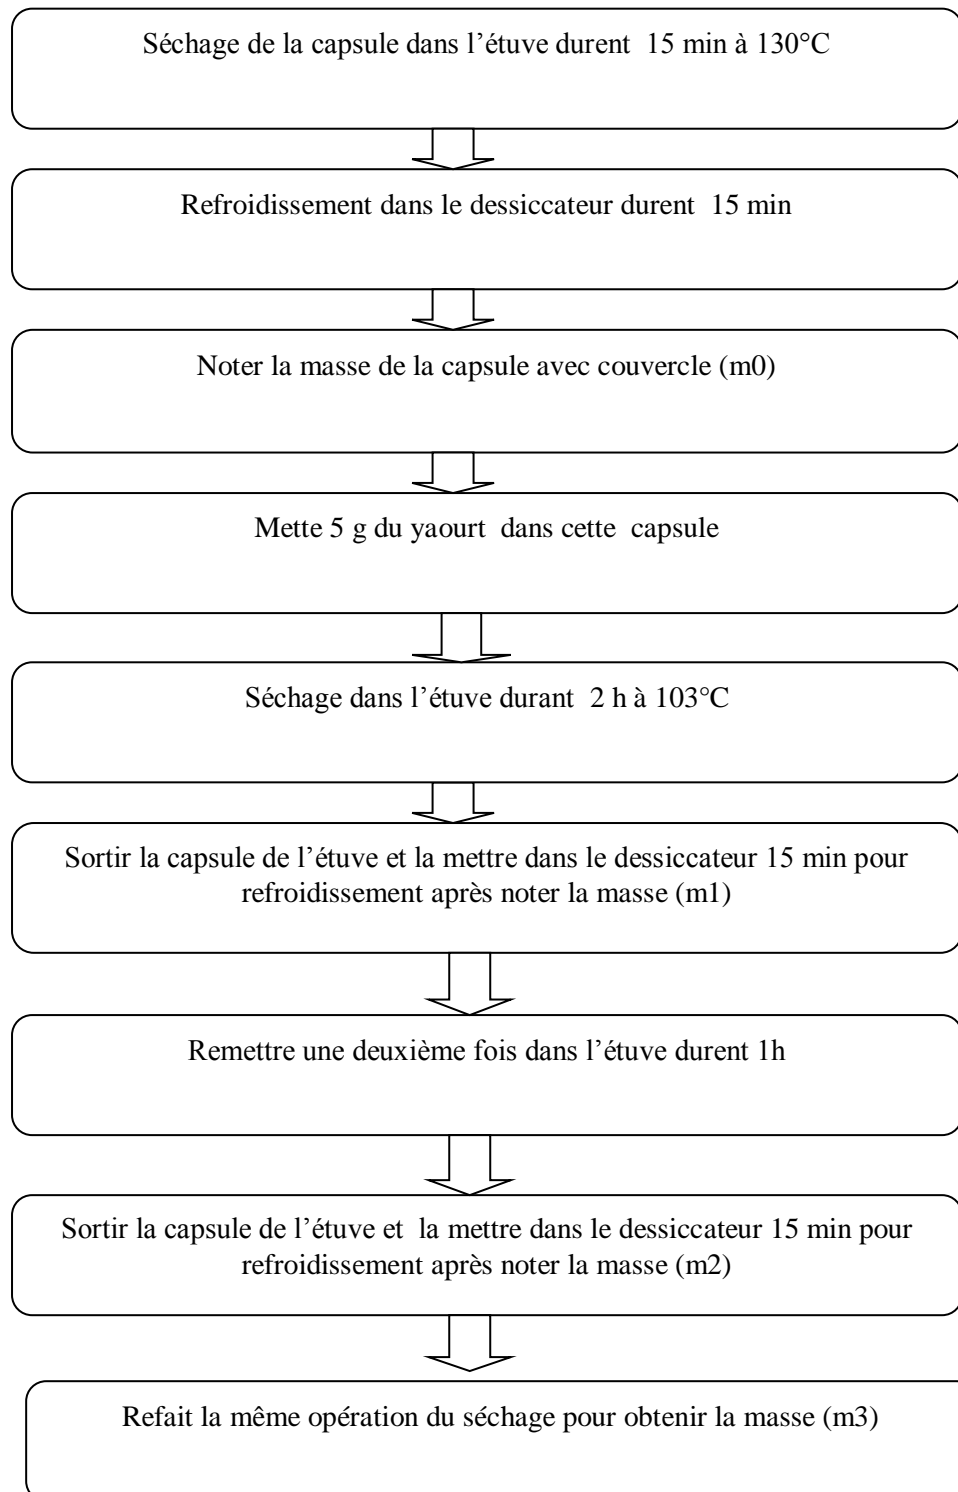 Séchage de la capsule dans l’étuve durent 15 min à 130°C
Refroidissement dans le dessiccateur durent 15 min
Noter la masse de la capsule avec couvercle (m0)
Mette 5 g du yaourt dans cette capsule
Séchage dans l’étuve durant 2 h à 103°C
Sortir la capsule de l’étuve et la mettre dans le dessiccateur 15 min pour
refroidissement après noter la masse (m1)
Remettre une deuxième fois dans l’étuve durent 1h
Sortir la capsule de l’étuve et la mettre dans le dessiccateur 15 min pour
refroidissement après noter la masse (m2)
Refait la même opération du séchage pour obtenir la masse (m3)